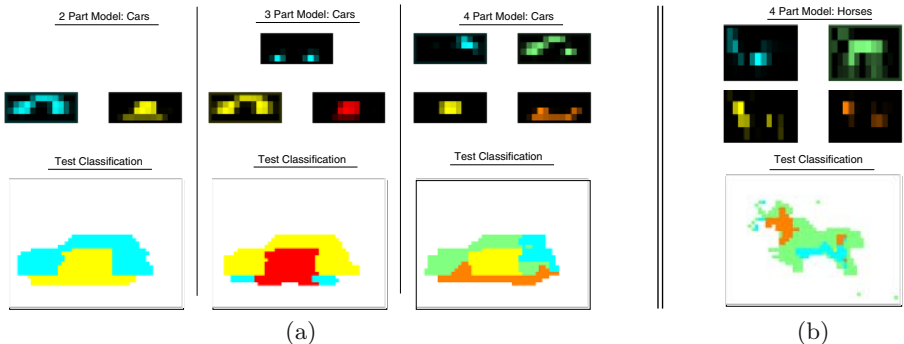 2 Part Model: Cars
3 Part Model: Cars
4 Part Model: Cars
4 Part Model: Horses
Test Classification
Test Classification
Test Classification
Test Classification
(a)
(b)